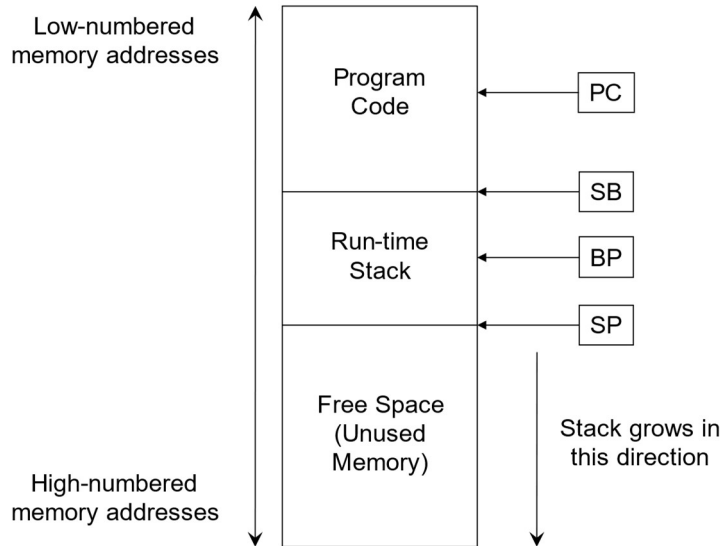 Low-numbered
memory addresses
Program
Code
PC
SB
Run-time
Stack
BP
SP
Free Space
(Unused
Memory)
Stack grows in
this direction
High-numbered
memory addresses